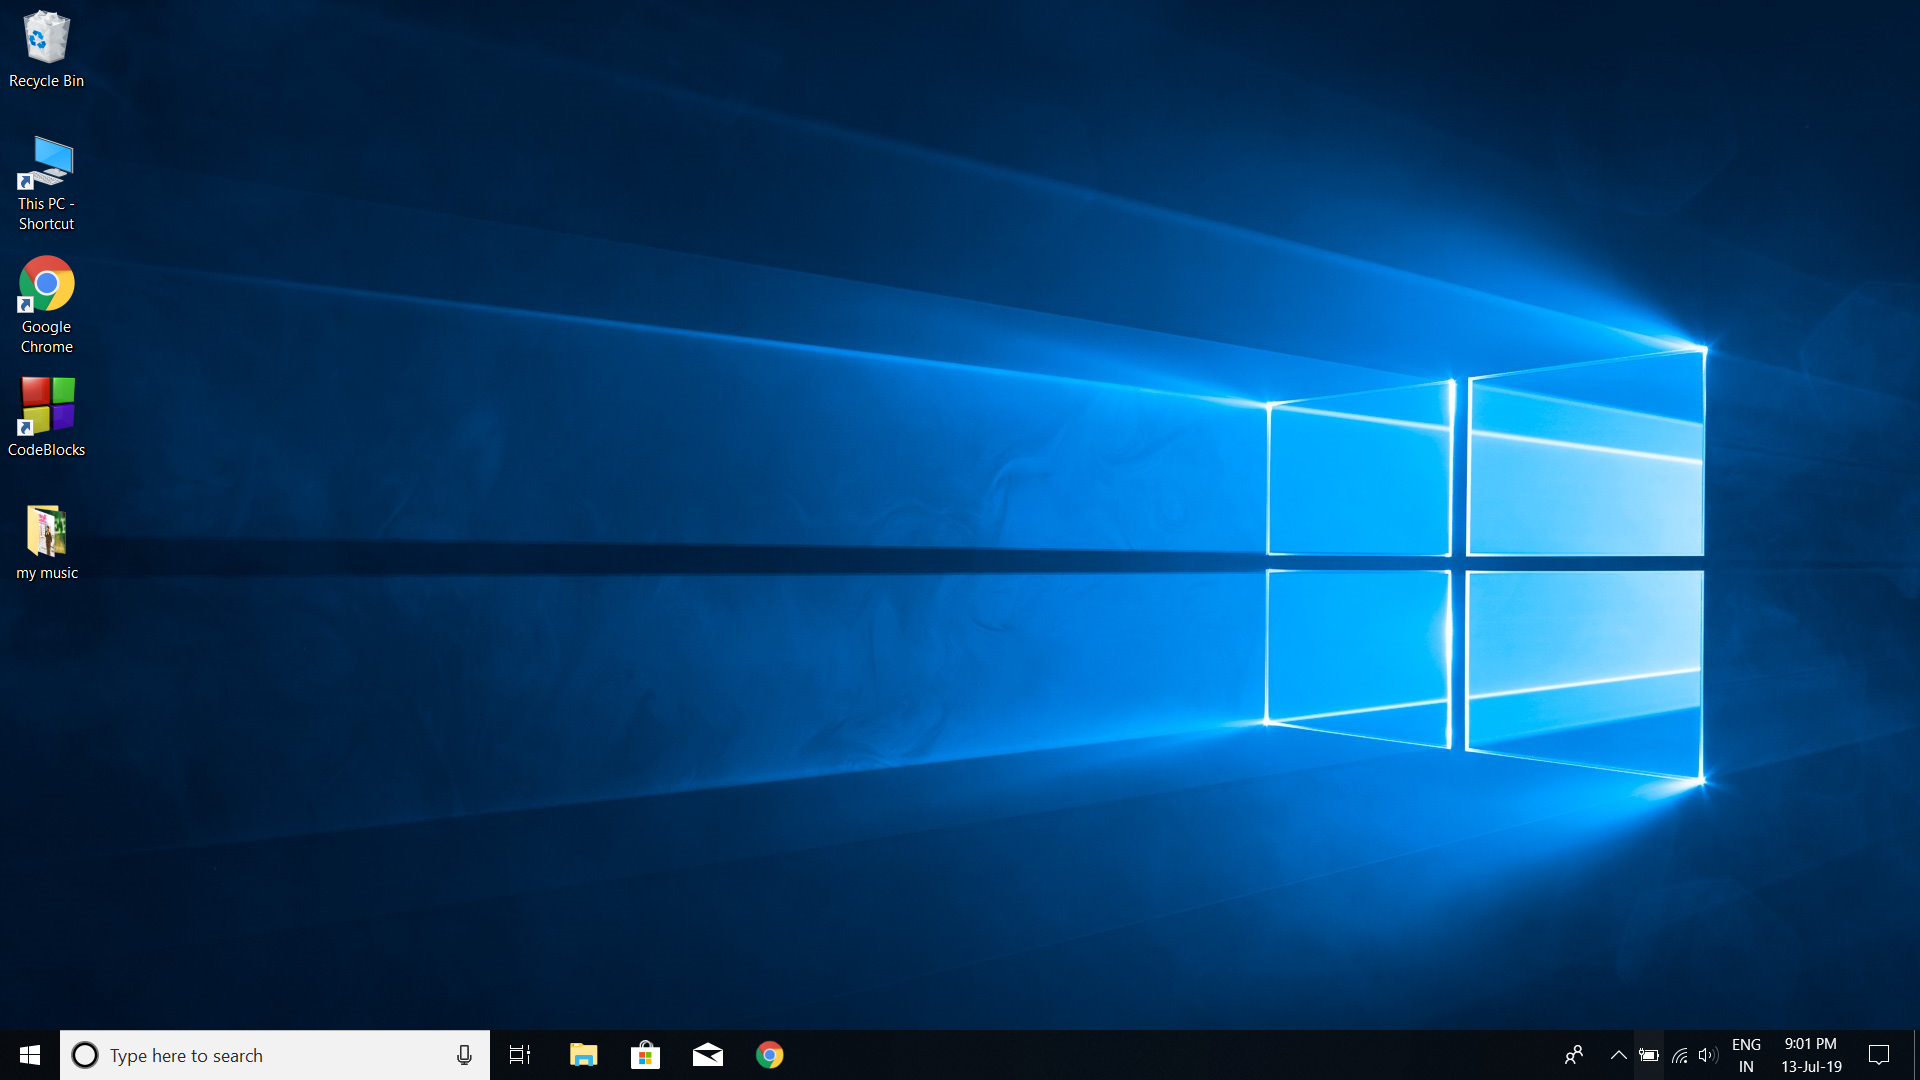 Recycle Bin
This PC -
Shortcut
Google
Chrome
CodeBlocks
my music
Type here to search
ENG
IN
9:01 PM
13-Jul-19